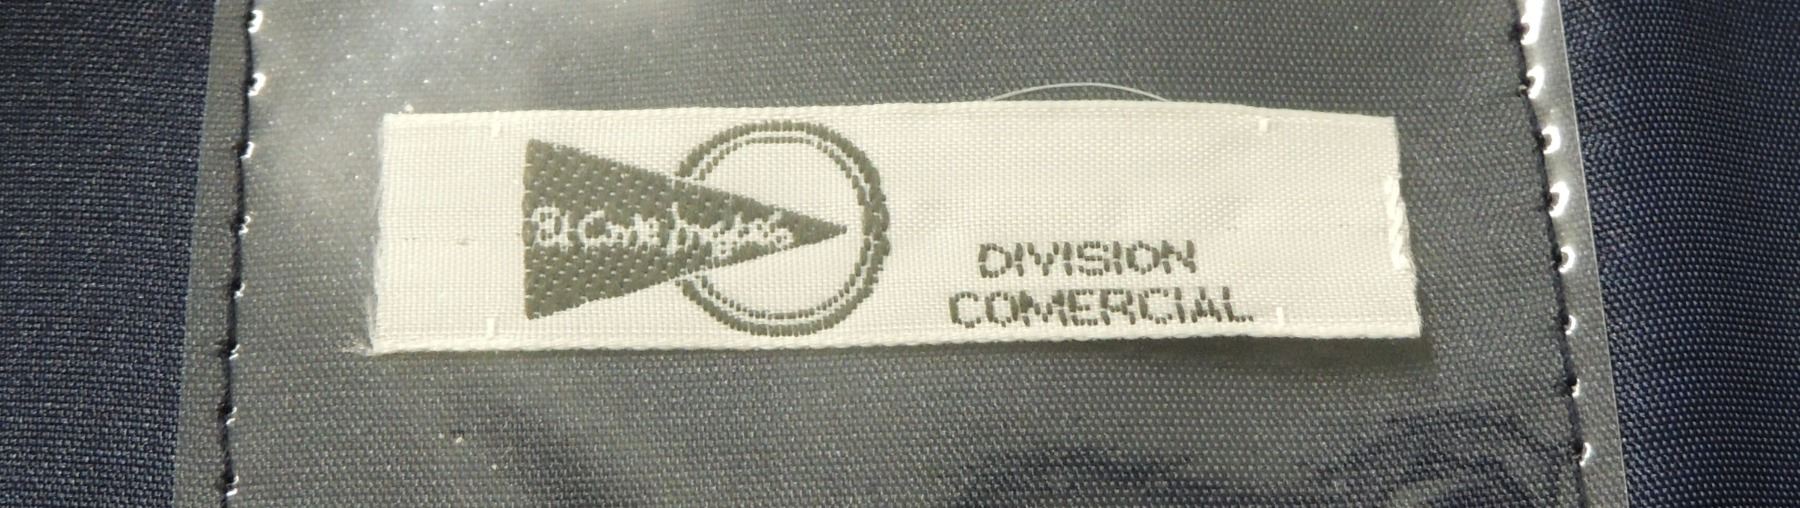 El Corte Inglés
DIVISION
COMERCIAL